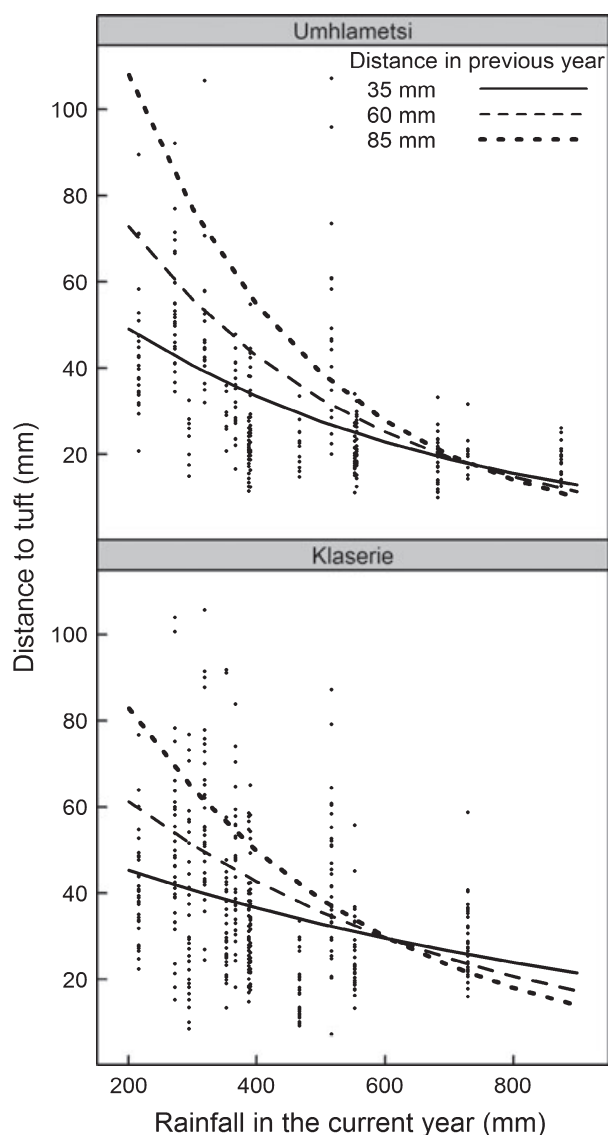 Umhlametsi
Distance in previous year
35 mm
60 mm
85 mm
100
80
60
40
20
Klaserie
100
80
60
40
20
Distance to tuft (mm)
200 400 600 800
Rainfall in the current year (mm)